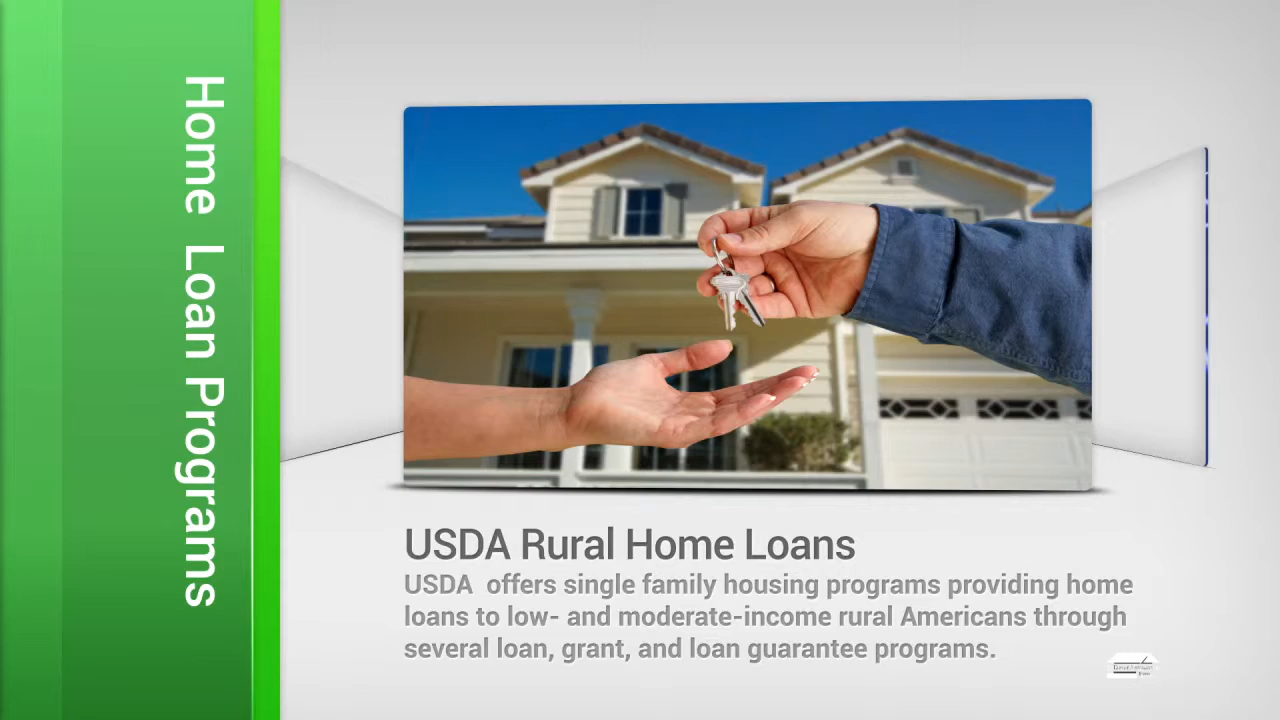 Home Loan Programs
USDA Rural Home Loans
USDA offers single family housing programs providing home
loans to low- and moderate-income rural Americans through
several loan, grant, and loan guarantee programs.